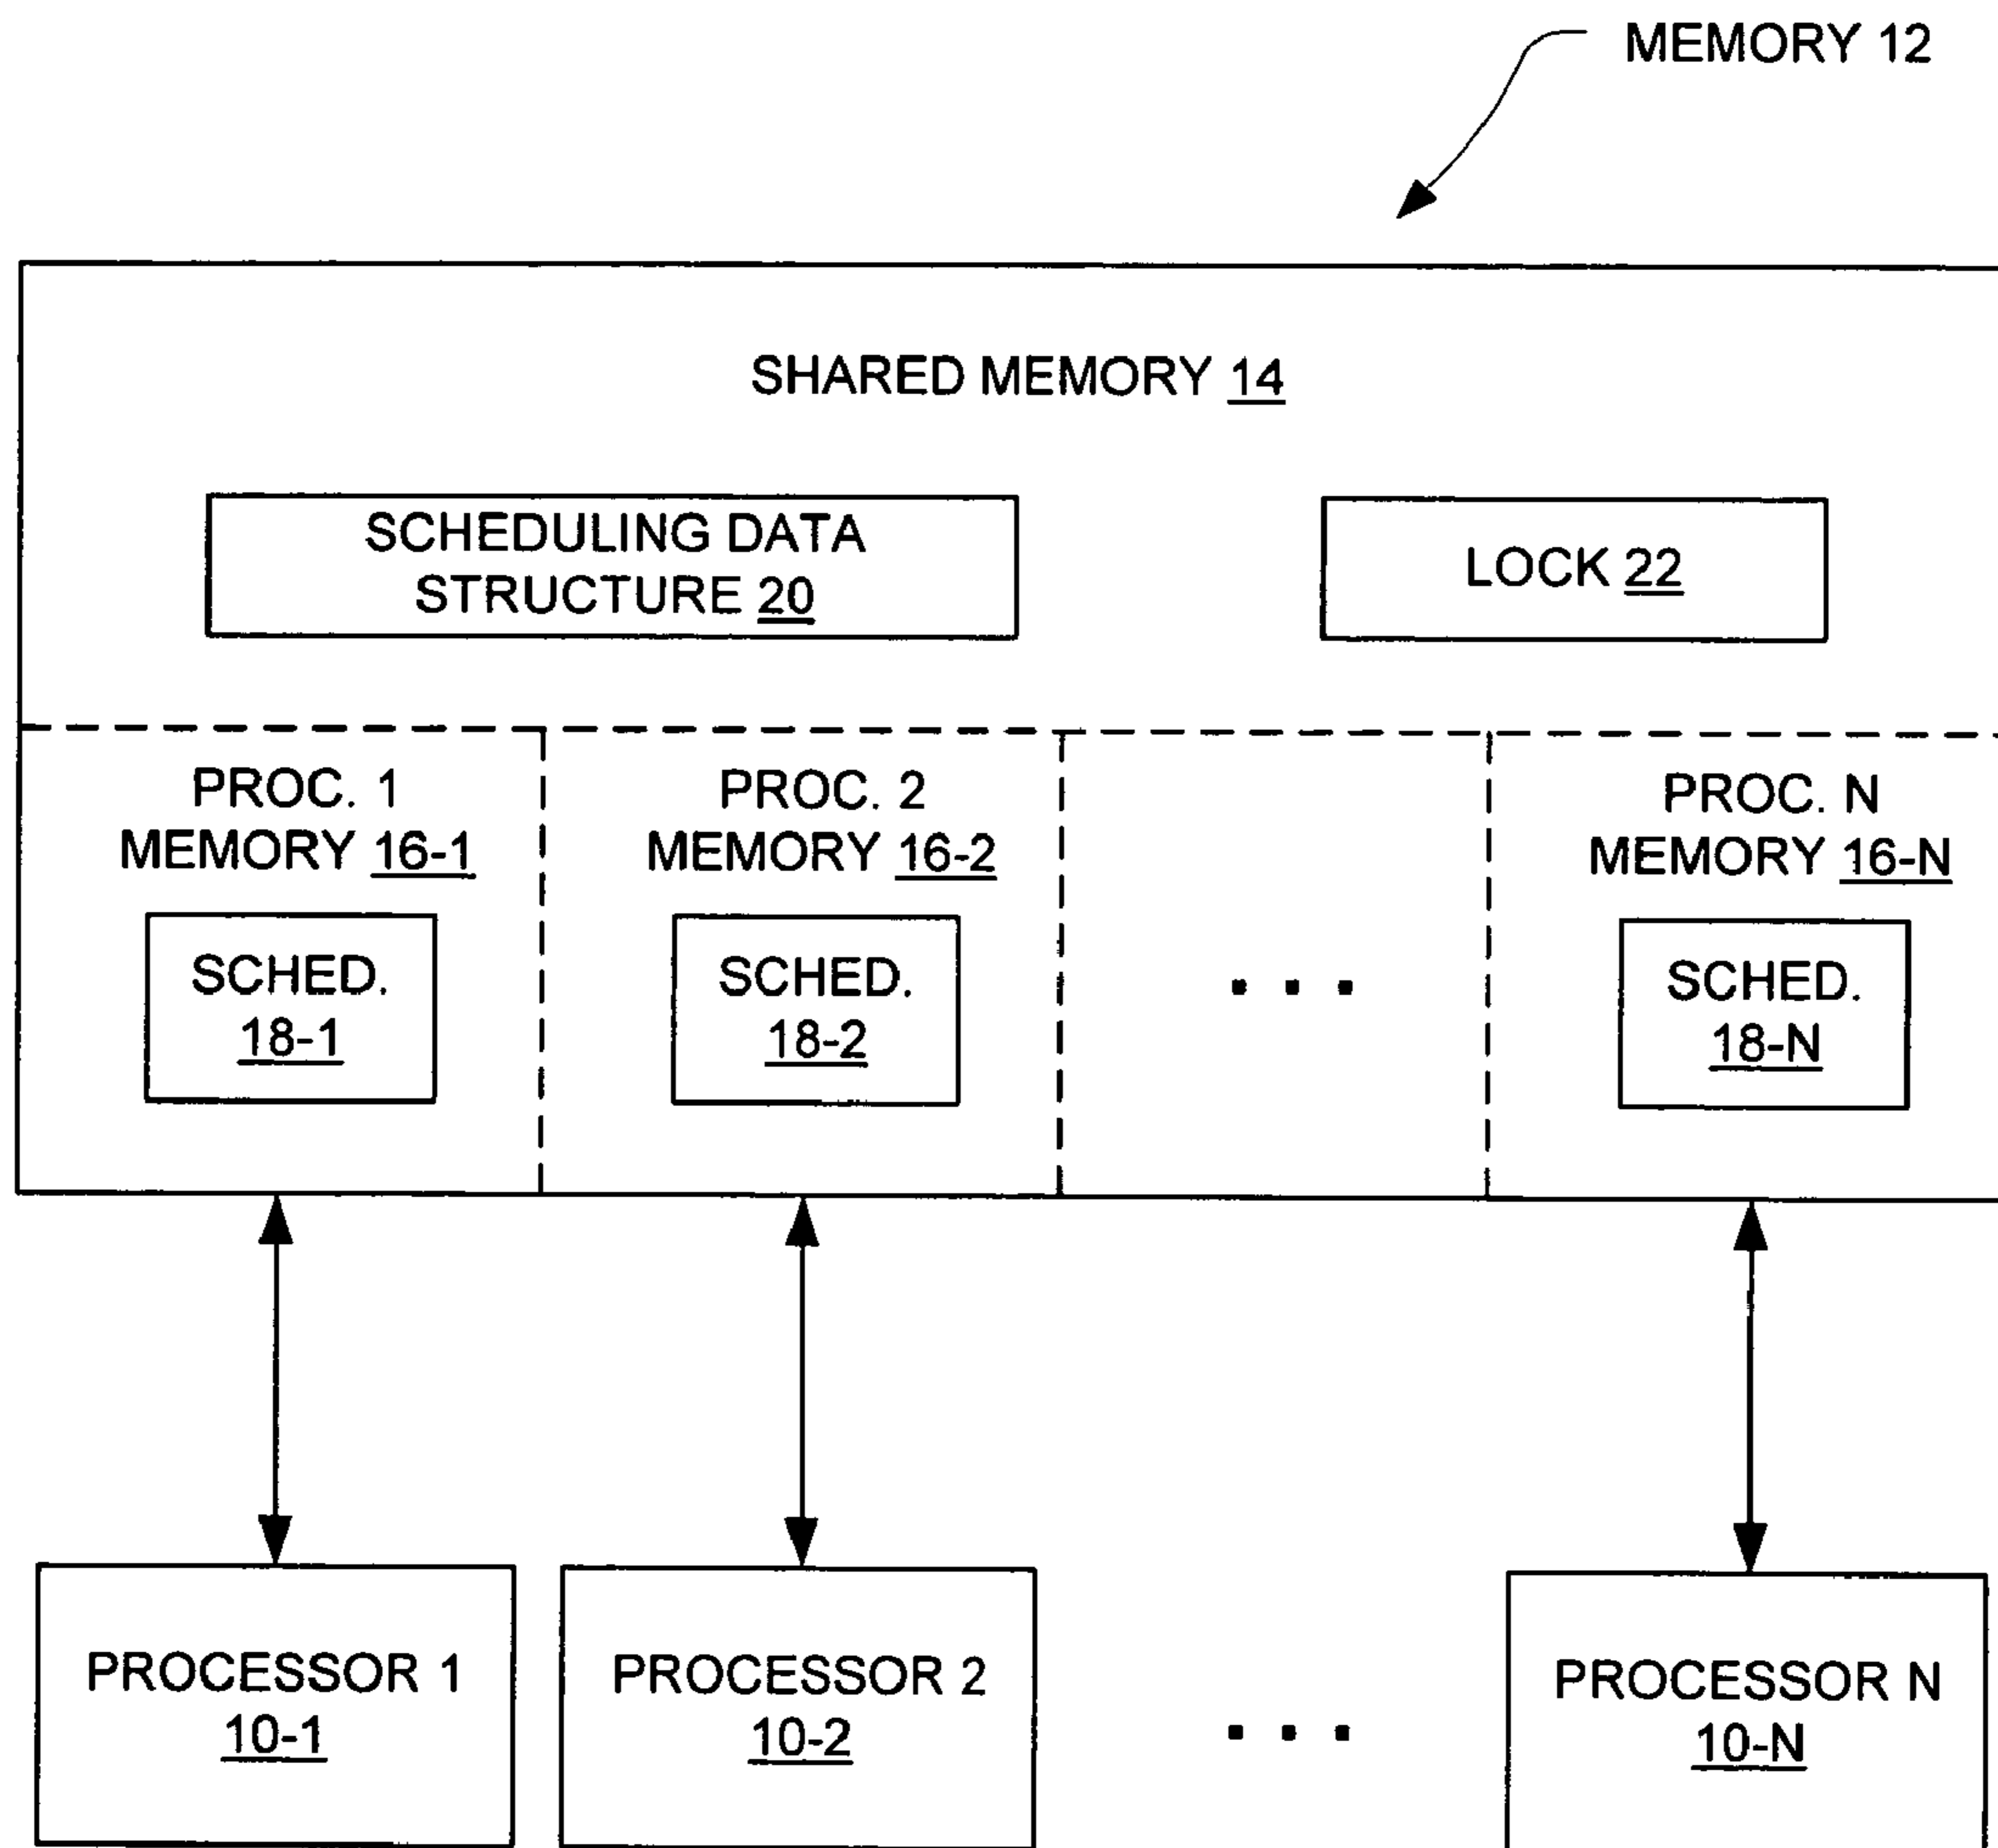 MEMORY 12
SHARED MEMORY 14
SCHEDULING DATA
STRUCTURE 20
LOCK 22
PROC. 1
MEMORY 16-1
PROC. 2
MEMORY 16-2
PROC. N
MEMORY 16-N
SCHED.
18-1
SCHED.
18-2
. . .
SCHED.
18-N
PROCESSOR 1
10-1
PROCESSOR 2
10-2
. . .
PROCESSOR N
10-N